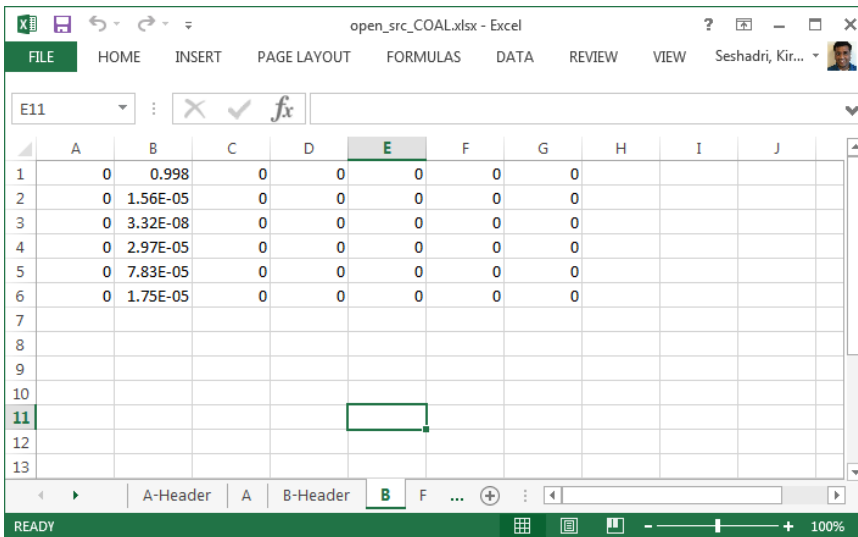 open_src_COAL.xlsx - Excel ?
FILE HOME INSERT PAGE LAYOUT FORMULAS DATA REVIEW VIEW Seshadri, Kir...
E11 fx
A B C D E F G H I J
1 0 0.998 0 0 0 0 0
2 0 1.56E-05 0 0 0 0 0
3 0 3.32E-08 0 0 0 0 0
4 0 2.97E-05 0 0 0 0 0
5 0 7.83E-05 0 0 0 0 0
6 0 1.75E-05 0 0 0 0 0
7
8
9
10
11
12
13
A-Header A B-Header B F ...
READY 100%